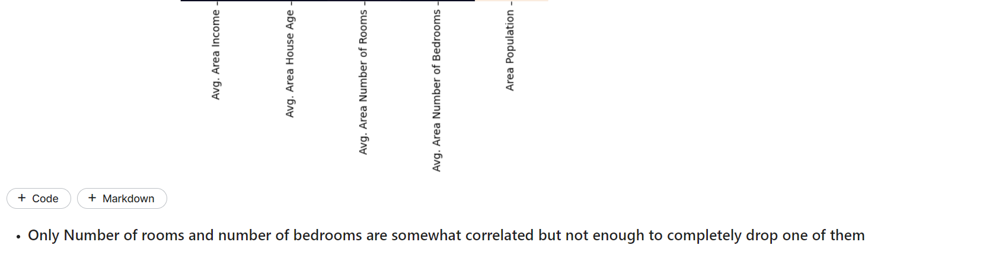 Avg. Area Income
Avg. Area House Age
Avg. Area Number of Rooms
Avg. Area Number of Bedrooms
Area Population
+ Code
+ Markdown
• Only Number of rooms and number of bedrooms are somewhat correlated but not enough to completely drop one of them